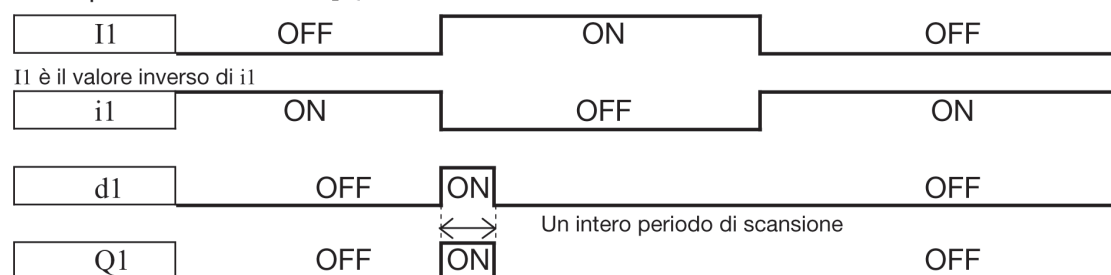 I1 OFF ON OFF
I1 è il valore inverso di i1
i1 ON OFF ON
d1 OFF ON OFF
Un intero periodo di scansione
Q1 OFF ON OFF